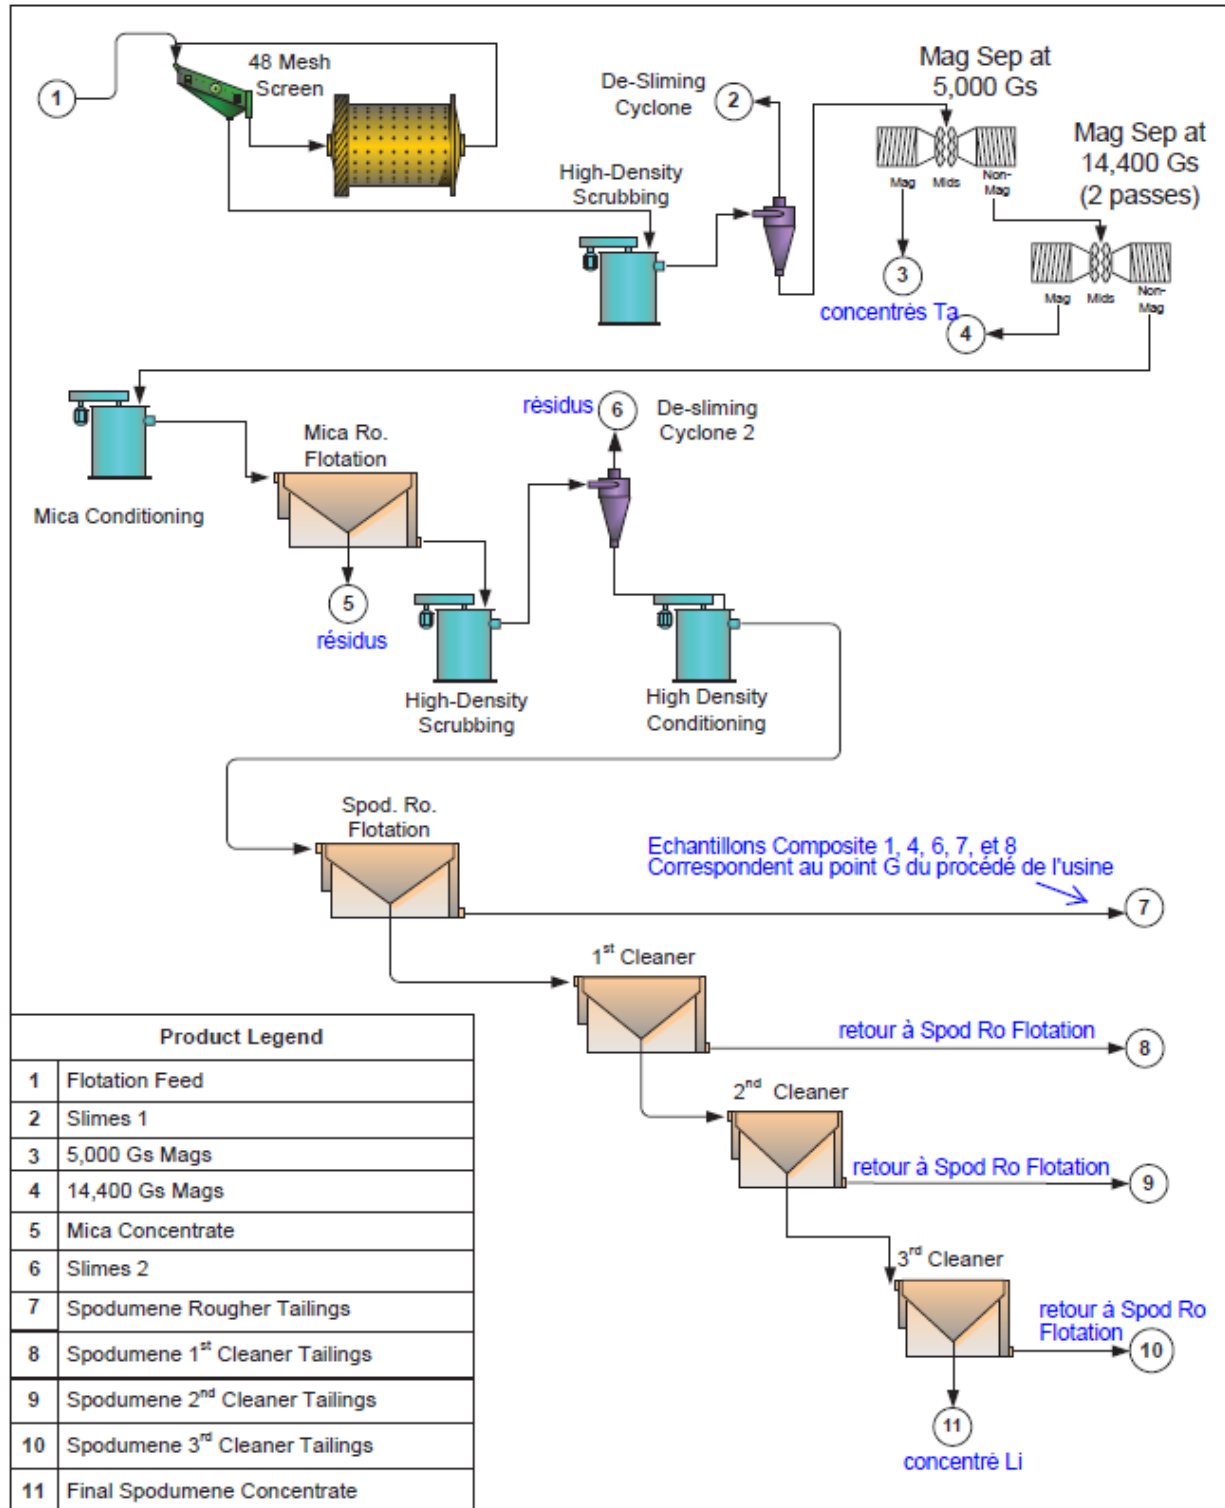 1
48 Mesh
Screen
De-Sliming
Cyclone
2
Mag Sep at
5,000 Gs
Mag
Mids
Non-
Mag
Mag Sep at
14,400 Gs
(2 passes)
High-Density
Scrubbing
3
concentrés Ta
4
Mag
Mids
Non-
Mag
résidus
6
De-sliming
Cyclone 2
Mica Ro.
Flotation
Mica Conditioning
5
résidus
High-Density
Scrubbing
High Density
Conditioning
Spod. Ro.
Flotation
Echantillons Composite 1, 4, 6, 7, et 8
Correspondent au point G du procédé de l'usine
7
1st Cleaner
retour à Spod Ro Flotation
8
2nd Cleaner
retour à Spod Ro Flotation
9
3rd Cleaner
retour à Spod Ro
Flotation
10
11
concentré Li
Product Legend
1 Flotation Feed
2 Slimes 1
3 5,000 Gs Mags
4 14,400 Gs Mags
5 Mica Concentrate
6 Slimes 2
7 Spodumene Rougher Tailings
8 Spodumene 1st Cleaner Tailings
9 Spodumene 2nd Cleaner Tailings
10 Spodumene 3rd Cleaner Tailings
11 Final Spodumene Concentrate